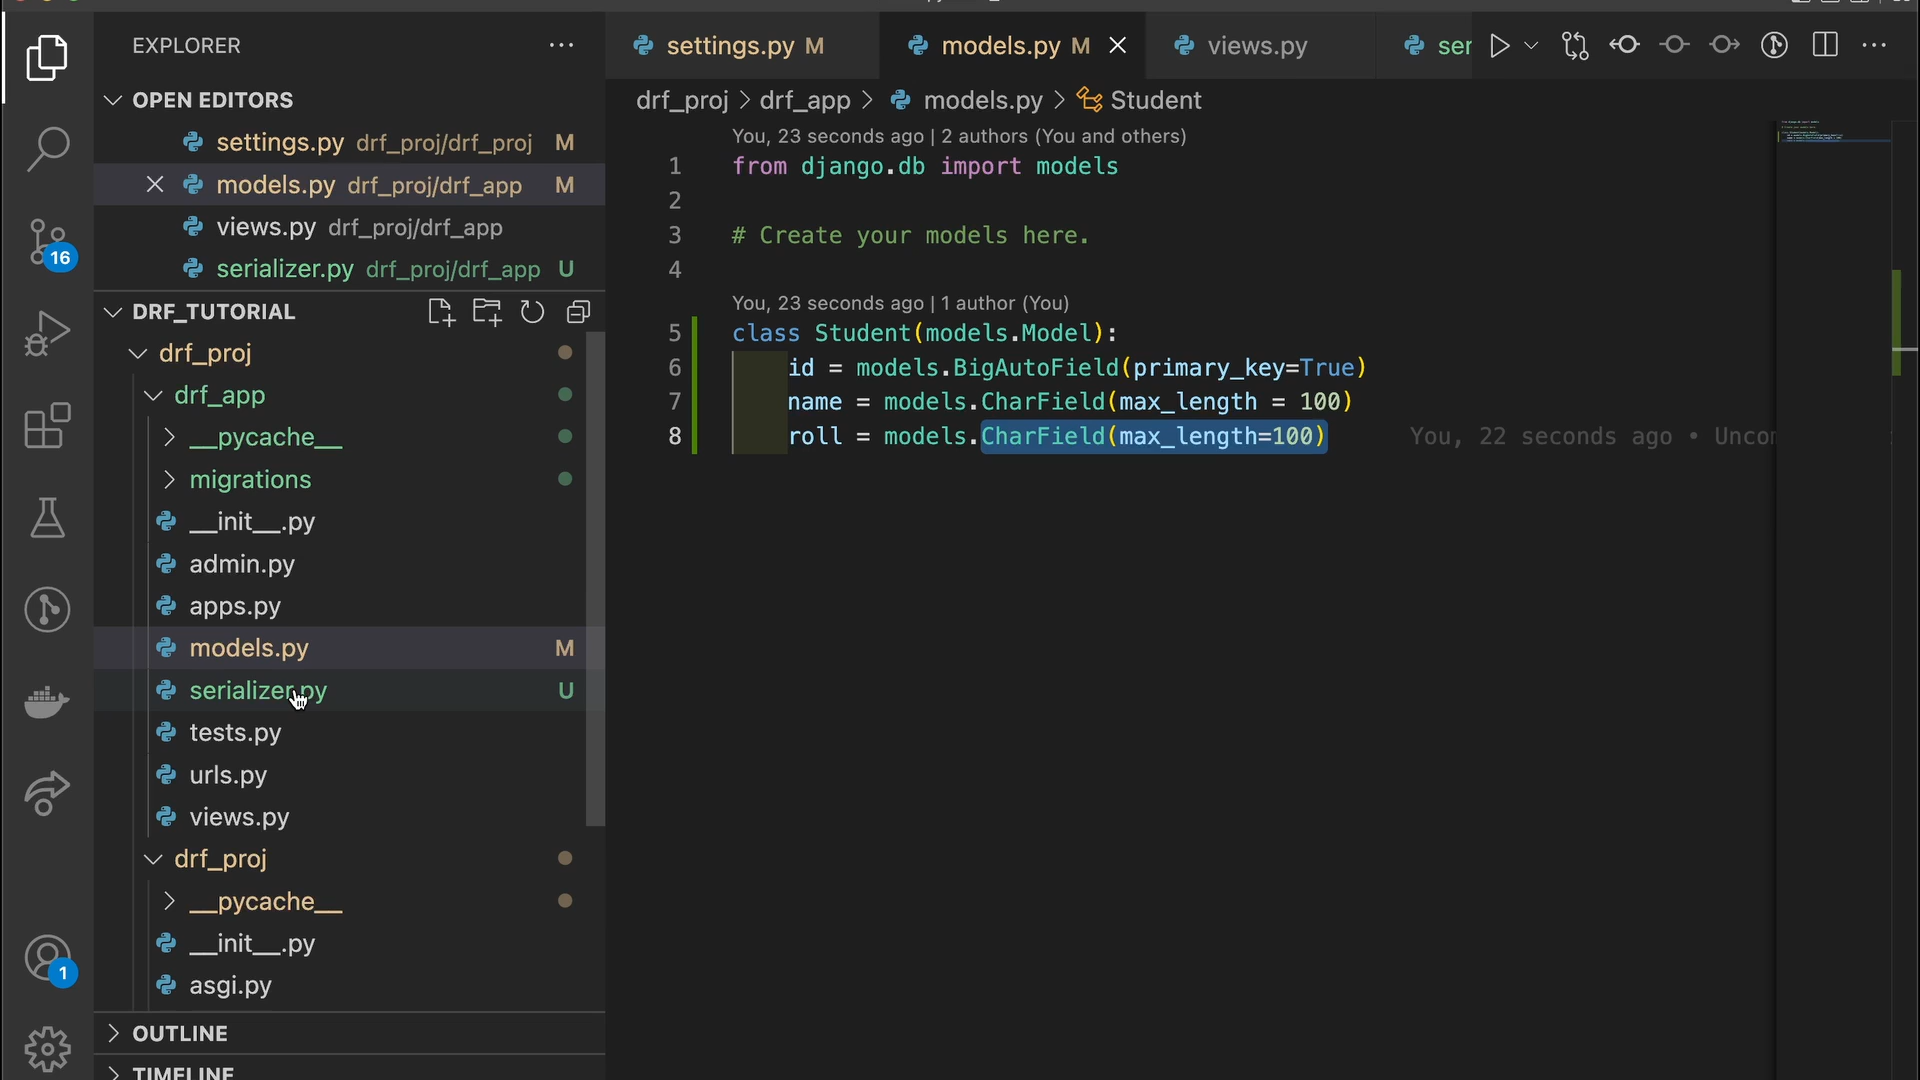 EXPLORER
OPEN EDITORS
settings.py drf_proj/drf_proj M
models.py drf_proj/drf_app M
views.py drf_proj/drf_app
serializer.py drf_proj/drf_app U
DRF_TUTORIAL
drf_proj
drf_app
__pycache__
migrations
__init__.py
admin.py
apps.py
models.py M
serializer.py U
tests.py
urls.py
views.py
drf_proj
__pycache__
__init__.py
asgi.py
OUTLINE
TIMELINE
16
1
settings.py M
models.py M
views.py
ser
drf_proj > drf_app > models.py > Student
You, 23 seconds ago | 2 authors (You and others)
1 from django.db import models
2
3 # Create your models here.
4
You, 23 seconds ago | 1 author (You)
5 class Student(models.Model):
6 id = models.BigAutoField(primary_key=True)
7 name = models.CharField(max_length = 100)
8 roll = models.CharField(max_length=100) You, 22 seconds ago • Uncon